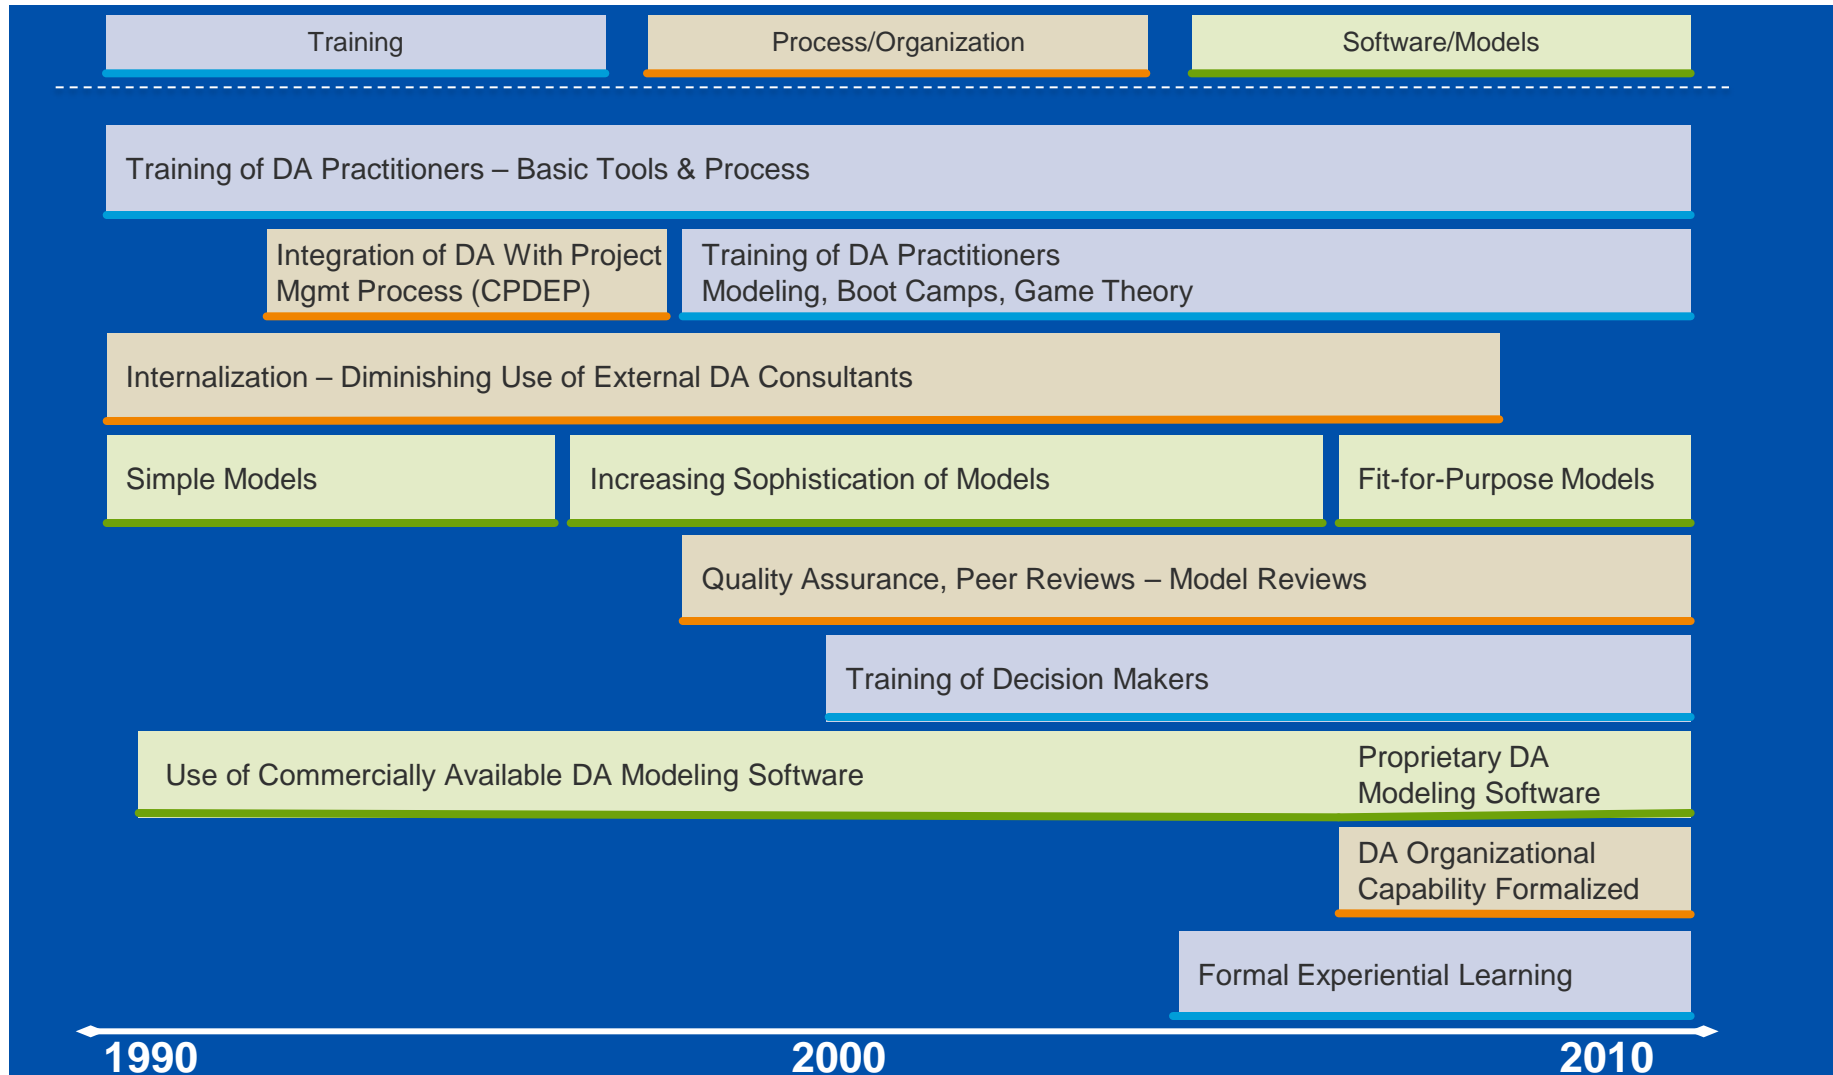 Training
Process/Organization
Software/Models
Training of DA Practitioners – Basic Tools & Process
Integration of DA With Project
Mgmt Process (CPDEP)
Training of DA Practitioners
Modeling, Boot Camps, Game Theory
Internalization – Diminishing Use of External DA Consultants
Simple Models
Increasing Sophistication of Models
Fit-for-Purpose Models
Quality Assurance, Peer Reviews – Model Reviews
Training of Decision Makers
Use of Commercially Available DA Modeling Software
Proprietary DA
Modeling Software
DA Organizational
Capability Formalized
Formal Experiential Learning
1990
2000
2010